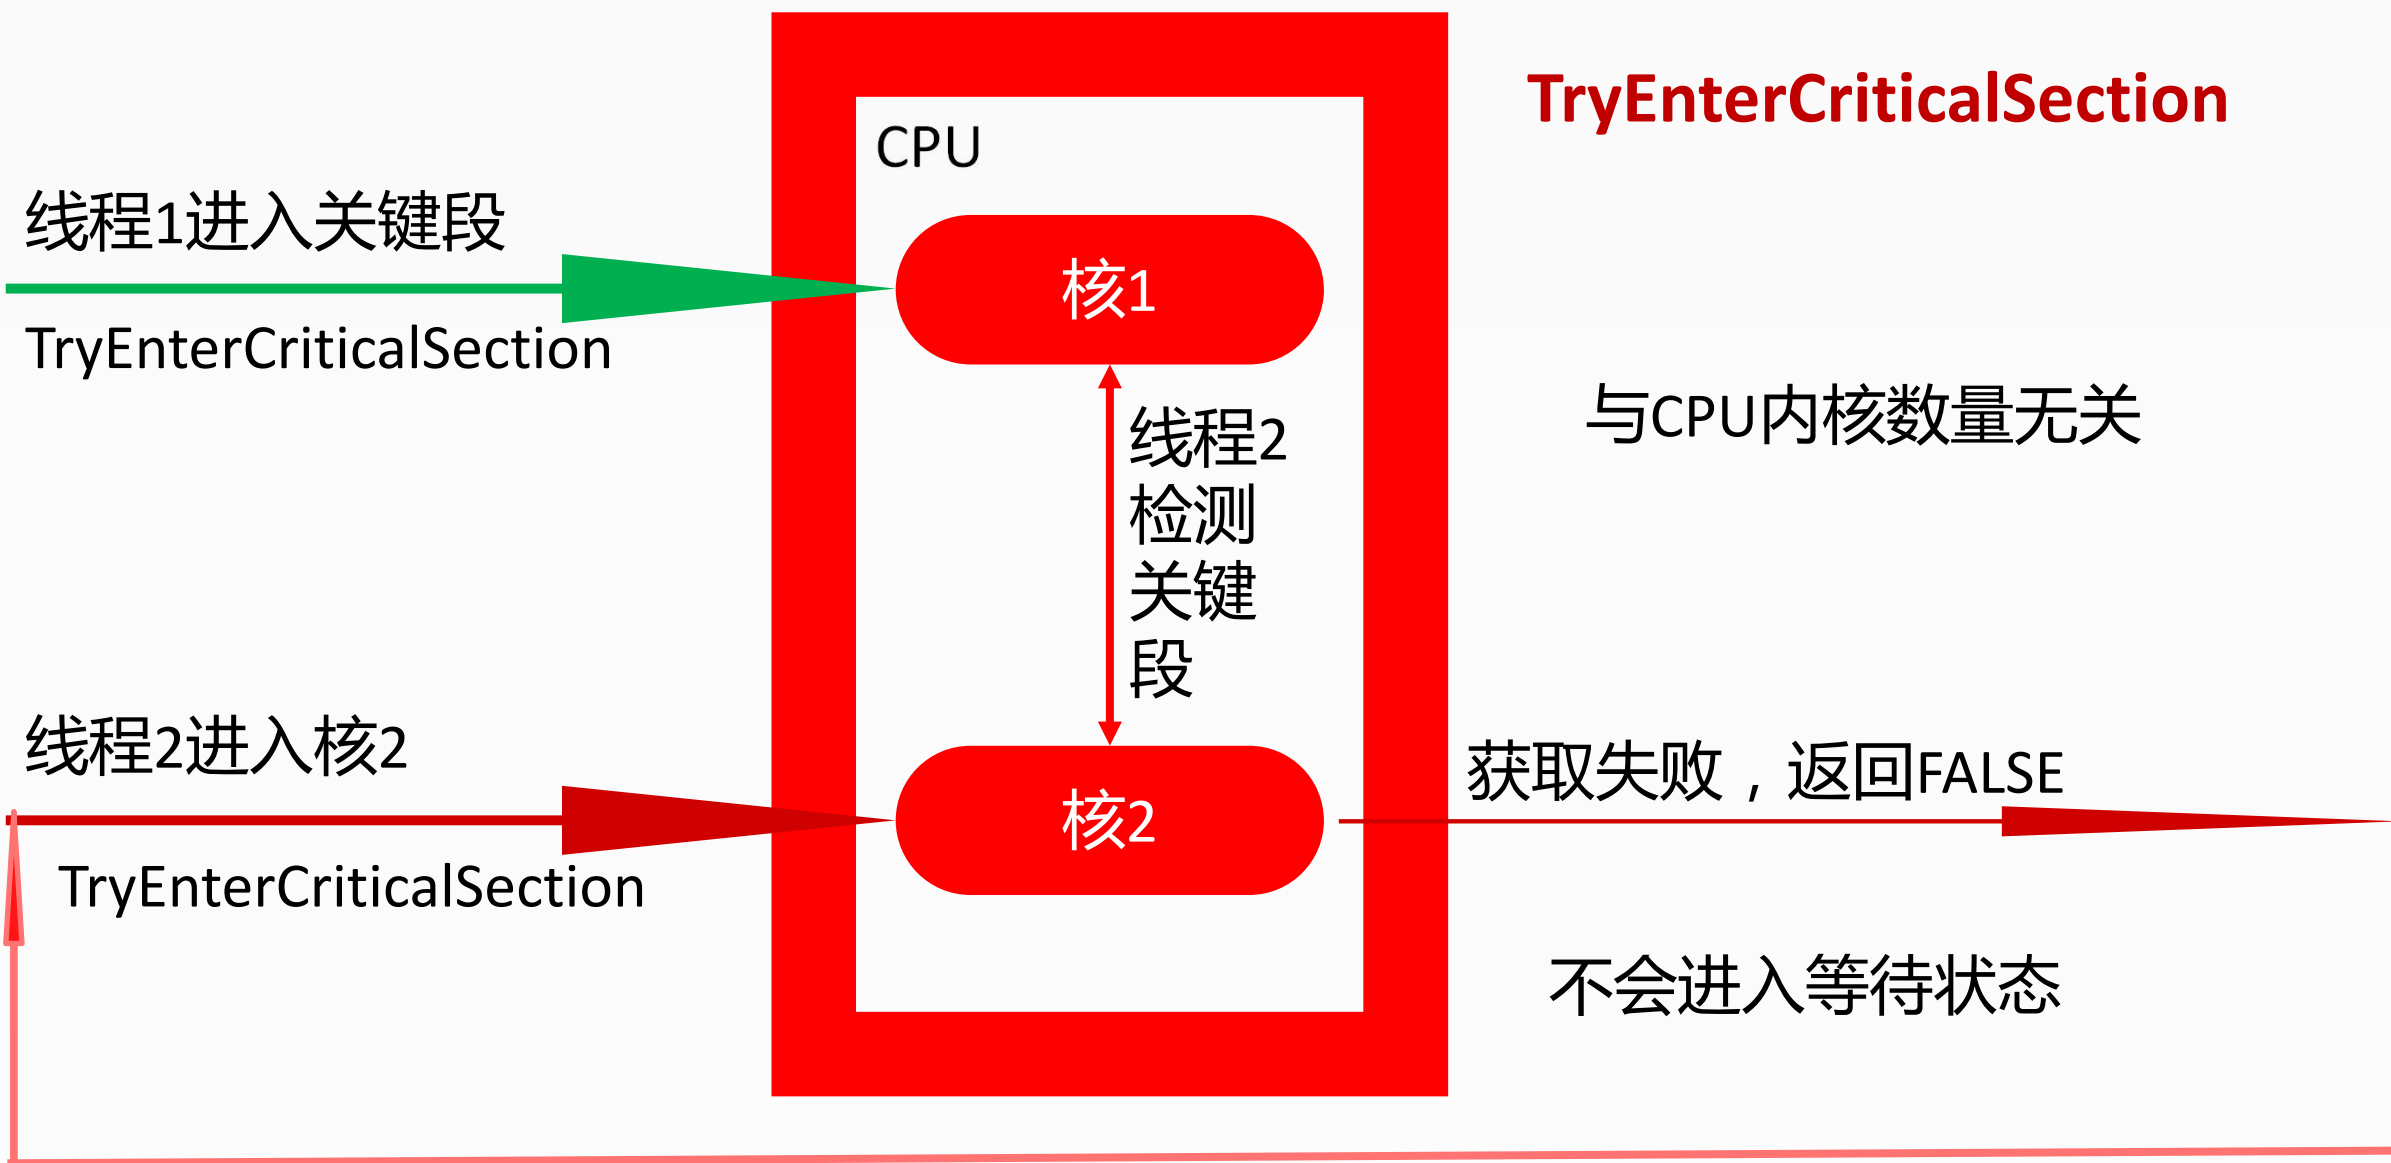 TryEnterCriticalSection
CPU
线程1进入关键段
核1
TryEnterCriticalSection
与CPU内核数量无关
线程2
检测
关键
段
线程2进入核2
获取失败，返回FALSE
核2
TryEnterCriticalSection
不会进入等待状态